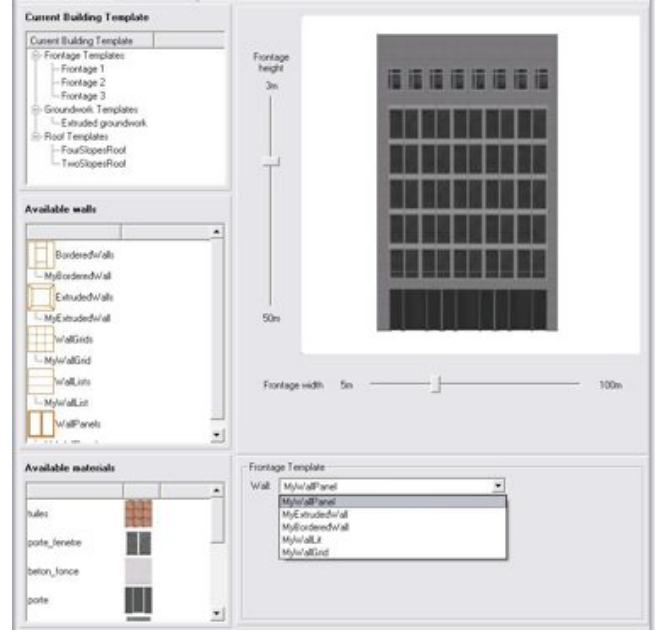 Current Building Template
Current Building Template
Frontage Templates
Frontage 1
Frontage 2
Frontage 3
Groundwork Templates
Extruded groundwork
Roof Templates
FourSlopesRoof
TwoSlopesRoof
Available walls
BorderedWalls
MyBorderedWall
ExtrudedWalls
MyExtrudedWall
WallGrids
MyWallGrid
WallLists
MyWallList
WallPanels
Available materials
tuiles
porte_fenetre
beton_fonce
porte
Frontage
height
3m
50m
Frontage width 5m 100m
Frontage Template
Wall: MyWallPanel
MyWallPanel
MyExtrudedWall
MyBorderedWall
MyWallLit
MyWallGrid